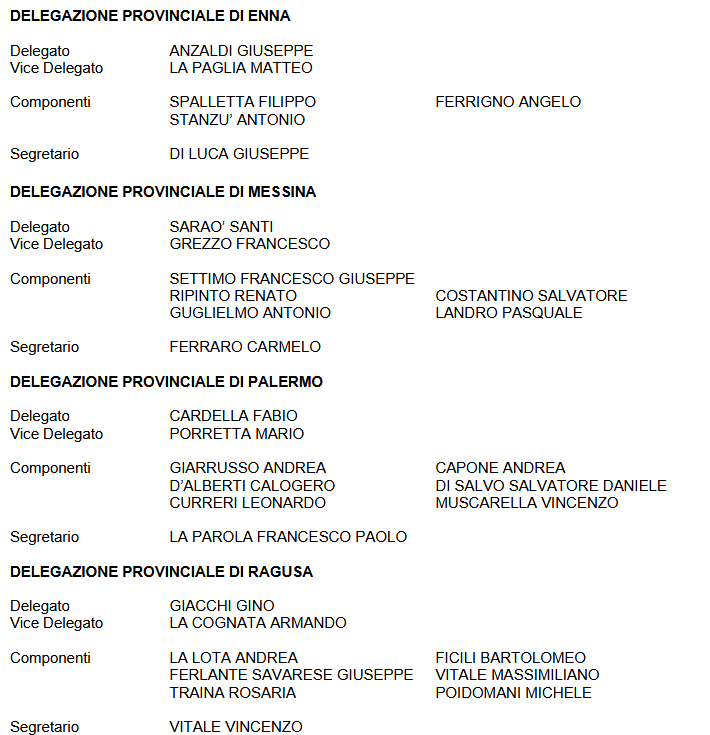 DELEGAZIONE PROVINCIALE DI ENNA
Delegato ANZALDI GIUSEPPE
Vice Delegato LA PAGLIA MATTEO
Componenti SPALLETTA FILIPPO FERRIGNO ANGELO
STANZU’ ANTONIO
Segretario DI LUCA GIUSEPPE
DELEGAZIONE PROVINCIALE DI MESSINA
Delegato SARAO’ SANTI
Vice Delegato GREZZO FRANCESCO
Componenti SETTIMO FRANCESCO GIUSEPPE
RIPINTO RENATO COSTANTINO SALVATORE
GUGLIELMO ANTONIO LANDRO PASQUALE
Segretario FERRARO CARMELO
DELEGAZIONE PROVINCIALE DI PALERMO
Delegato CARDELLA FABIO
Vice Delegato PORRETTA MARIO
Componenti GIARRUSSO ANDREA CAPONE ANDREA
D’ALBERTI CALOGERO DI SALVO SALVATORE DANIELE
CURRERI LEONARDO MUSCARELLA VINCENZO
Segretario LA PAROLA FRANCESCO PAOLO
DELEGAZIONE PROVINCIALE DI RAGUSA
Delegato GIACCHI GINO
Vice Delegato LA COGNATA ARMANDO
Componenti LA LOTA ANDREA FICILI BARTOLOMEO
FERLANTE SAVARESE GIUSEPPE VITALE MASSIMILIANO
TRAINA ROSARIA POIDOMANI MICHELE
Segretario VITALE VINCENZO